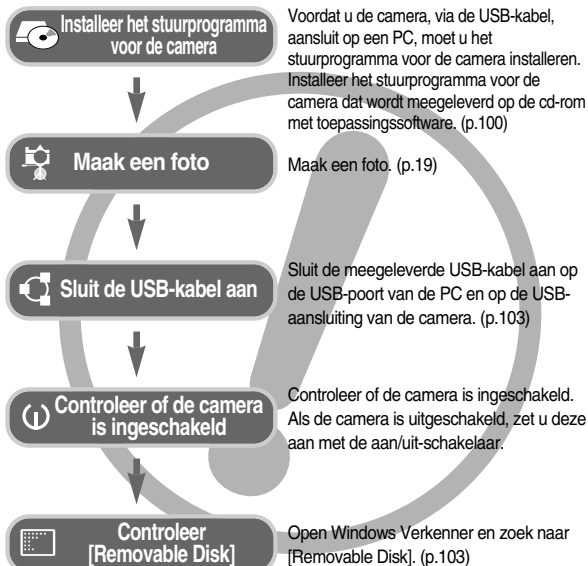 Installeer het stuurprogramma
voor de camera
Voordat u de camera, via de USB-kabel,
aansluit op een PC, moet u het
stuurprogramma voor de camera installeren.
Installeer het stuurprogramma voor de
camera dat wordt meegeleverd op de cd-rom
met toepassingssoftware. (p.100)
Maak een foto
Maak een foto. (p.19)
Sluit de USB-kabel aan
Sluit de meegeleverde USB-kabel aan op
de USB-poort van de PC en op de USB-
aansluiting van de camera. (p.103)
Controleer of de camera
is ingeschakeld
Controleer of de camera is ingeschakeld.
Als de camera is uitgeschakeld, zet u deze
aan met de aan/uit-schakelaar.
Controleer
[Removable Disk]
Open Windows Verkenner en zoek naar
[Removable Disk]. (p.103)